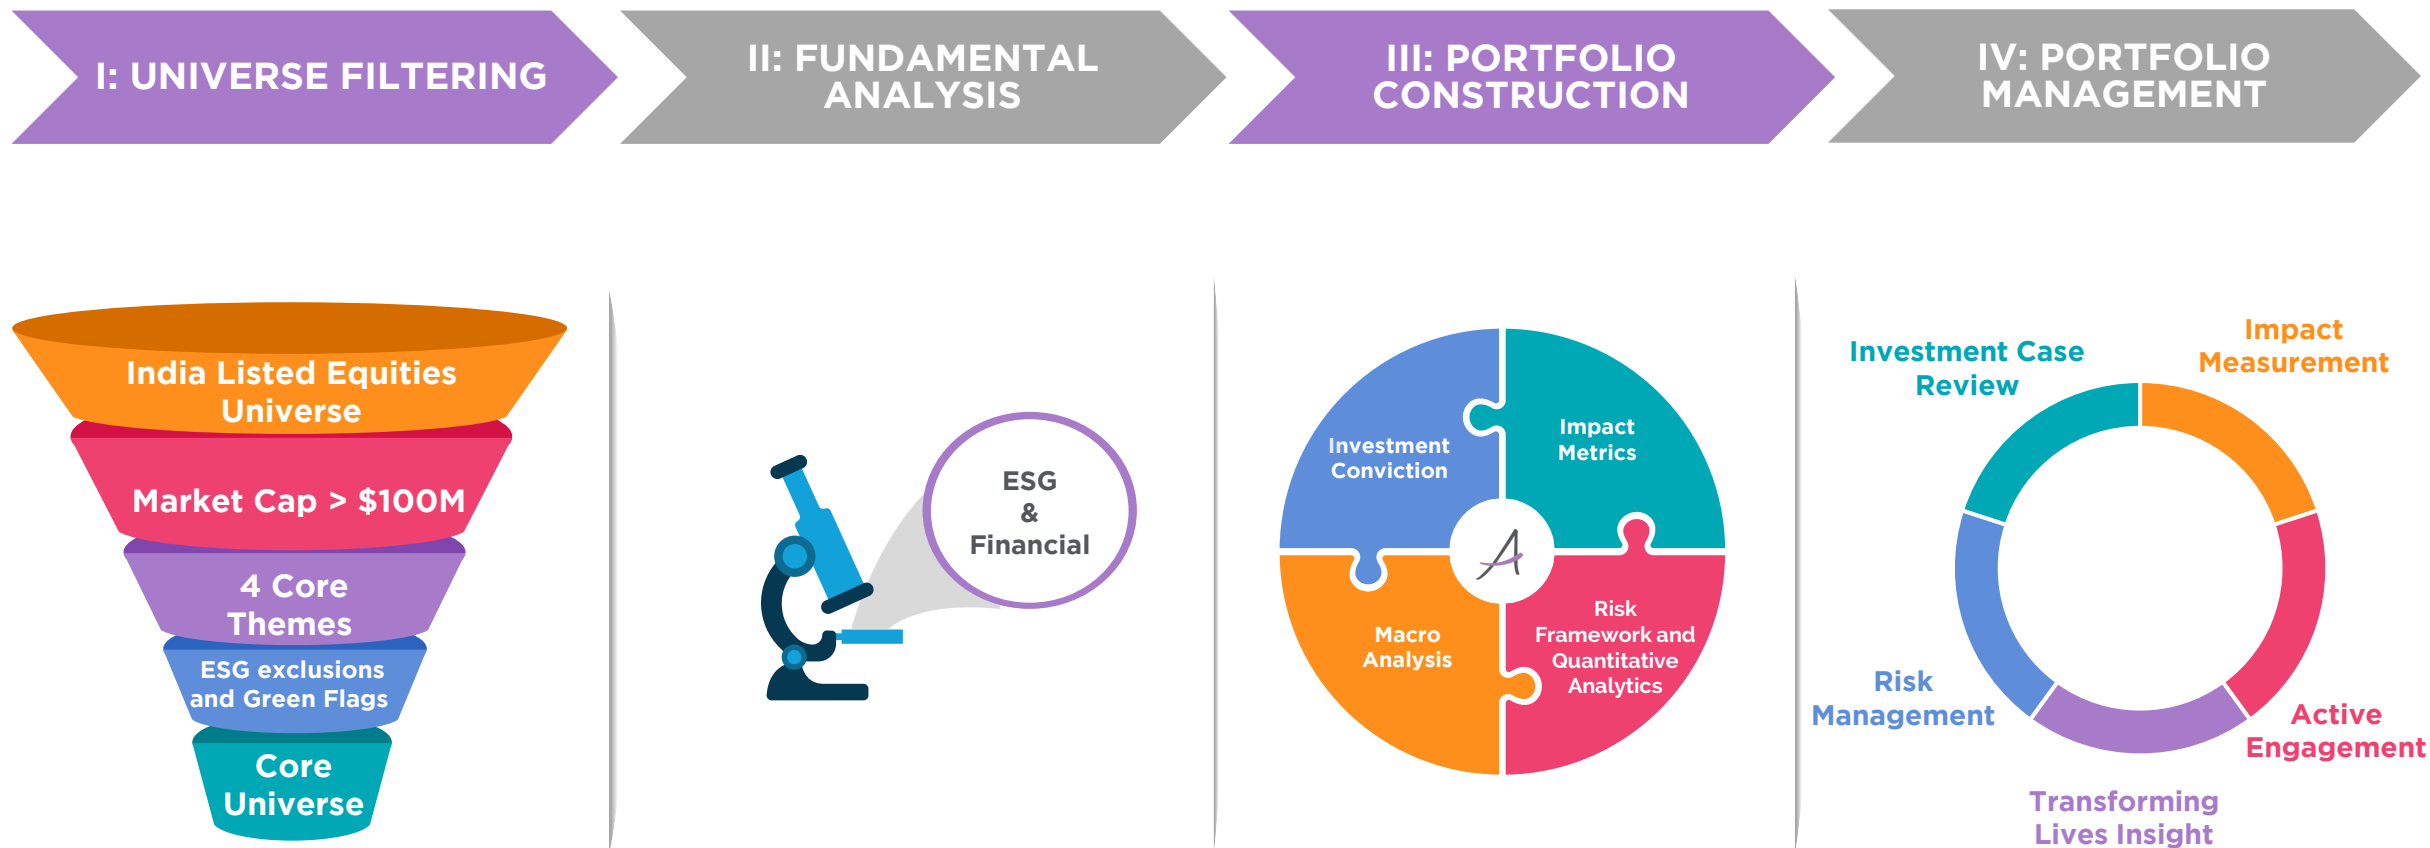 I: UNIVERSE FILTERING
II: FUNDAMENTAL
ANALYSIS
III: PORTFOLIO
CONSTRUCTION
IV: PORTFOLIO
MANAGEMENT
India Listed Equities
Universe
Market Cap > $100M
4 Core
Themes
ESG exclusions
and Green Flags
Core
Universe
ESG
&
Financial
Investment
Conviction
Impact
Metrics
Macro
Analysis
Risk
Framework and
Quantitative
Analytics
A
Investment Case
Review
Impact
Measurement
Risk
Management
Active
Engagement
Transforming
Lives Insight